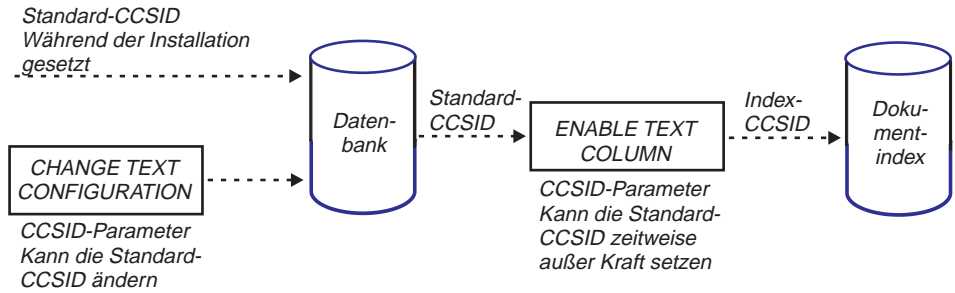 Standard-CCSID
Während der Installation
gesetzt
Daten-
bank
Standard-
CCSID
ENABLE TEXT
COLUMN
Index-
CCSID
Doku-
ment-
index
CHANGE TEXT
CONFIGURATION
CCSID-Parameter
Kann die Standard-
CCSID ändern
CCSID-Parameter
Kann die Standard-
CCSID zeitweise
außer Kraft setzen